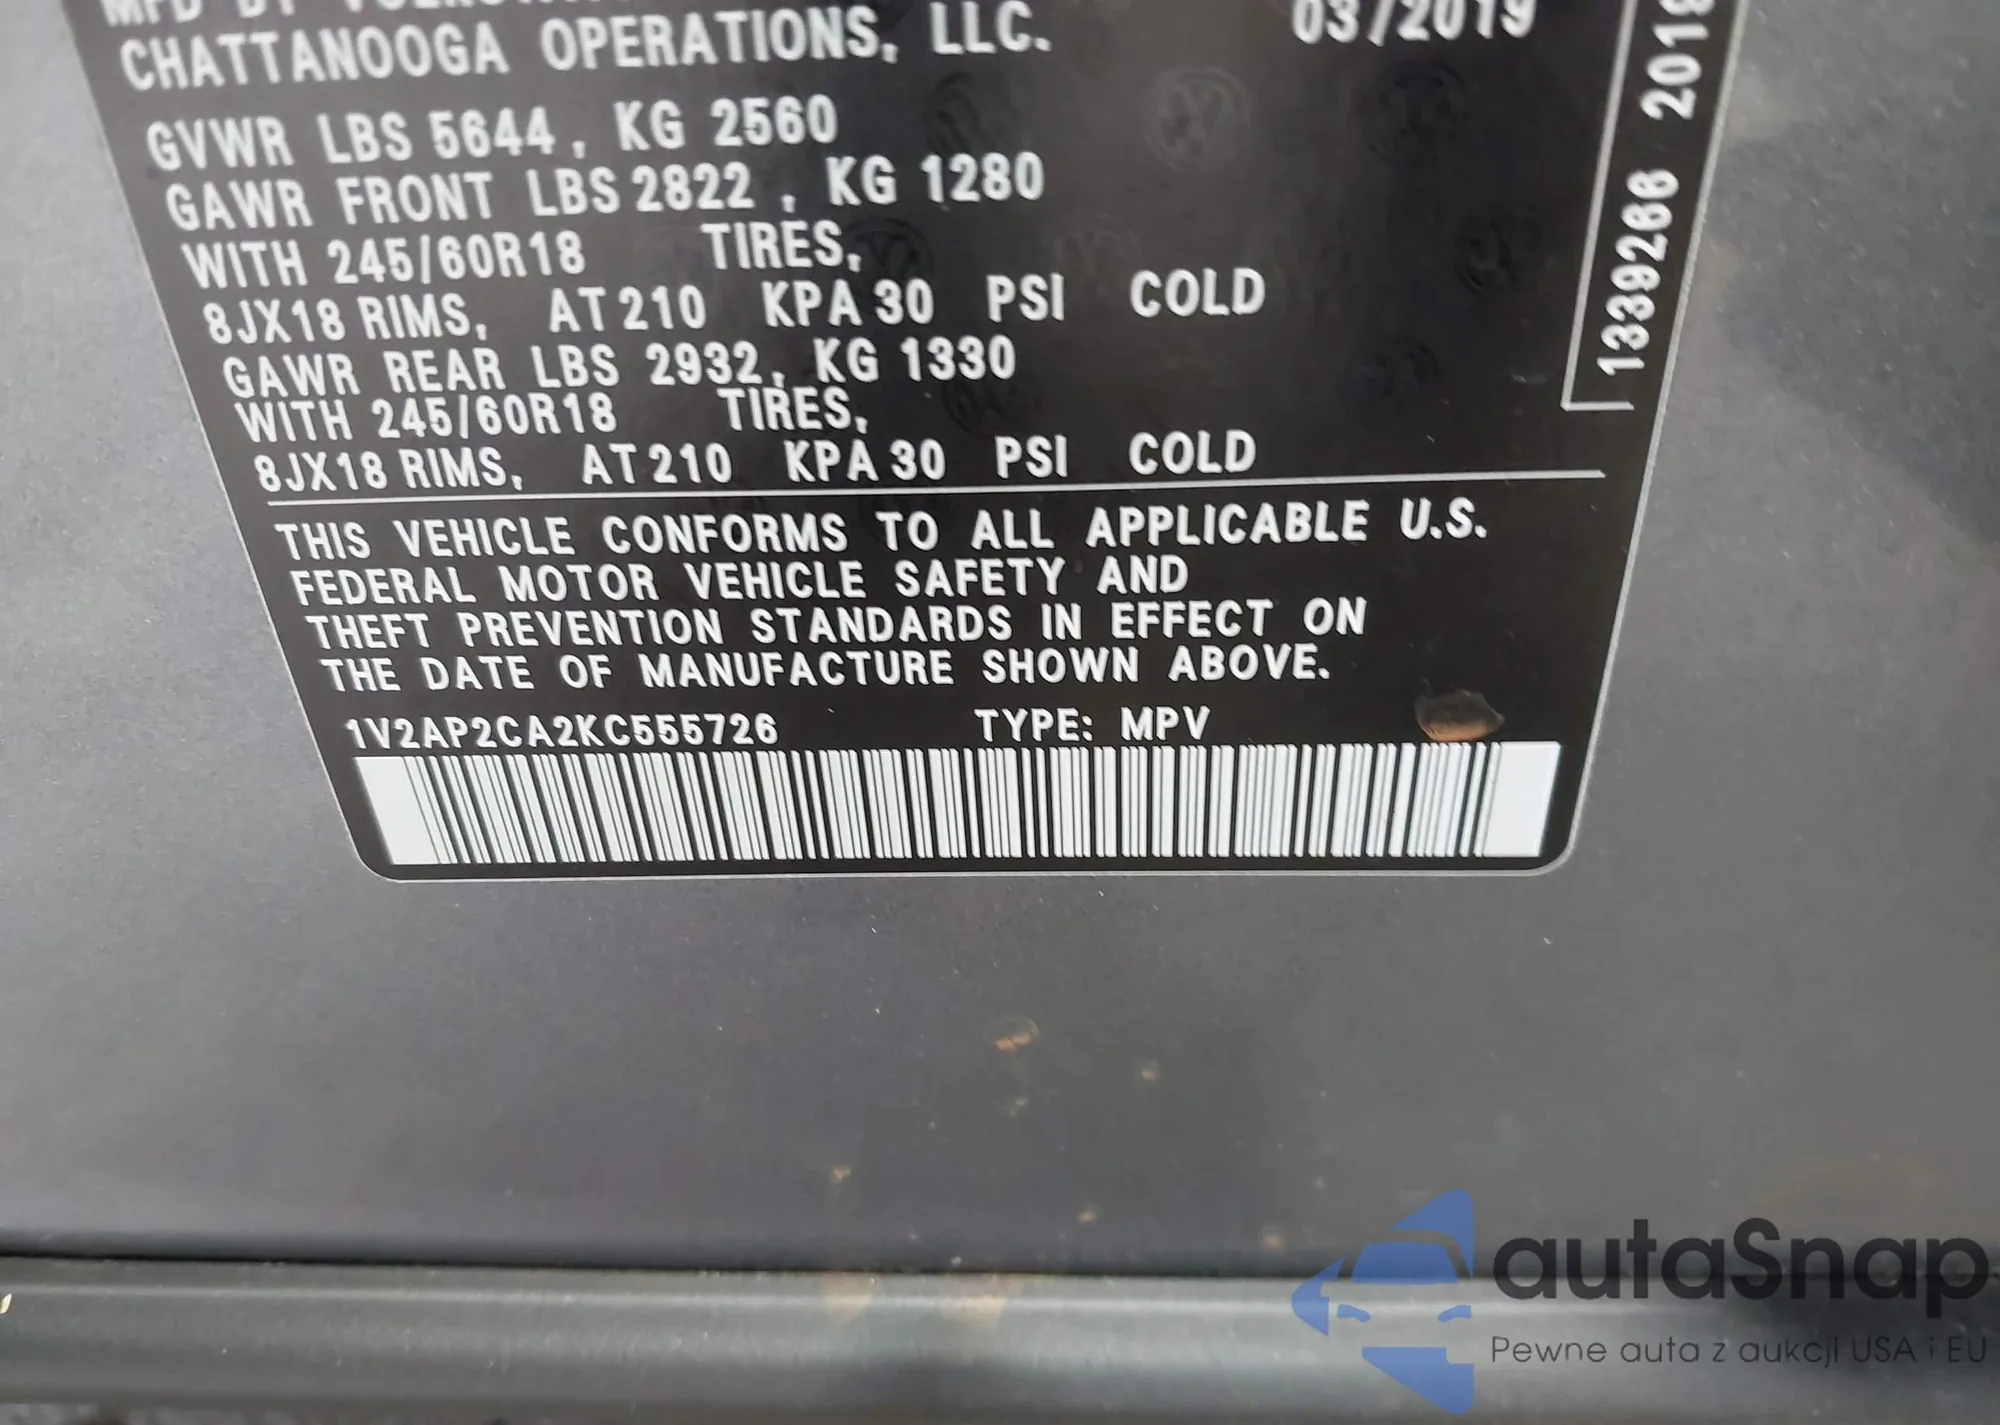 MFD BY
CHATTANOOGA OPERATIONS, LLC.
03/2019
GVWR LBS 5644, KG 2560
GAWR FRONT LBS 2822, KG 1280
WITH 245/60R18 TIRES,
8JX18 RIMS, AT 210 KPA 30 PSI COLD
GAWR REAR LBS 2932, KG 1330
WITH 245/60R18 TIRES,
8JX18 RIMS, AT 210 KPA 30 PSI COLD
THIS VEHICLE CONFORMS TO ALL APPLICABLE U.S.
FEDERAL MOTOR VEHICLE SAFETY AND
THEFT PREVENTION STANDARDS IN EFFECT ON
THE DATE OF MANUFACTURE SHOWN ABOVE.
1V2AP2CA2KC555726 TYPE: MPV
1339266
autaSnap
Pewne auta z aukcji USA i EU